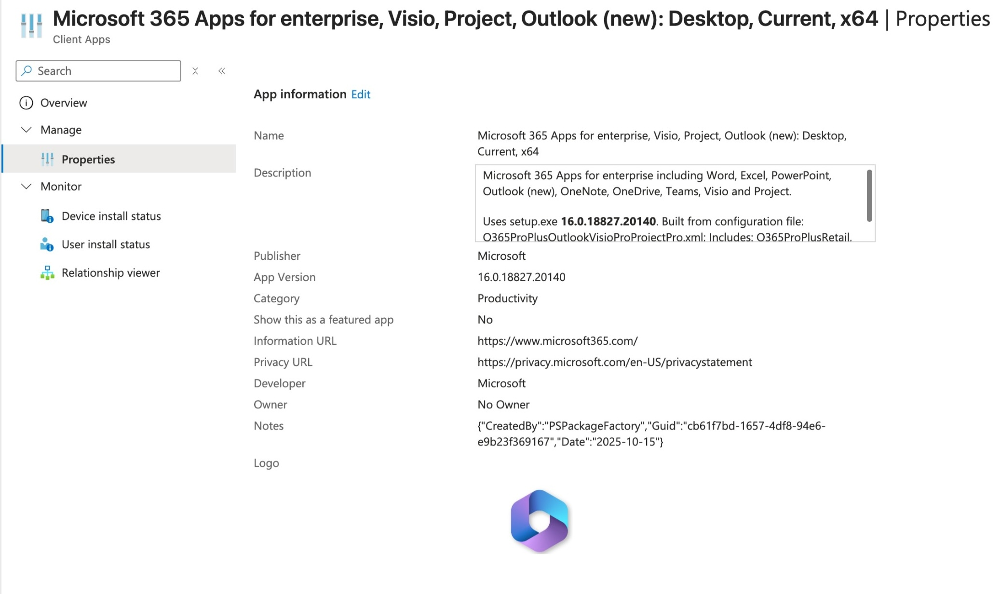 Microsoft 365 Apps for enterprise, Visio, Project, Outlook (new): Desktop, Current, x64 | Properties
Client Apps
Search
Overview
Manage
Properties
Monitor
Device install status
User install status
Relationship viewer
App information Edit
Name
Microsoft 365 Apps for enterprise, Visio, Project, Outlook (new): Desktop,
Current, x64
Description
Microsoft 365 Apps for enterprise including Word, Excel, PowerPoint,
Outlook (new), OneNote, OneDrive, Teams, Visio and Project.
Uses setup.exe 16.0.18827.20140. Built from configuration file:
O365ProPlusOutlookVisioProProjectPro.xml; Includes: O365ProPlusRetail,
Publisher
Microsoft
App Version
16.0.18827.20140
Category
Productivity
Show this as a featured app
No
Information URL
https://www.microsoft365.com/
Privacy URL
https://privacy.microsoft.com/en-US/privacystatement
Developer
Microsoft
Owner
No Owner
Notes
{"CreatedBy":"PSPackageFactory","Guid":"cb61f7bd-1657-4df8-94e6-
e9b23f369167","Date":"2025-10-15"}
Logo